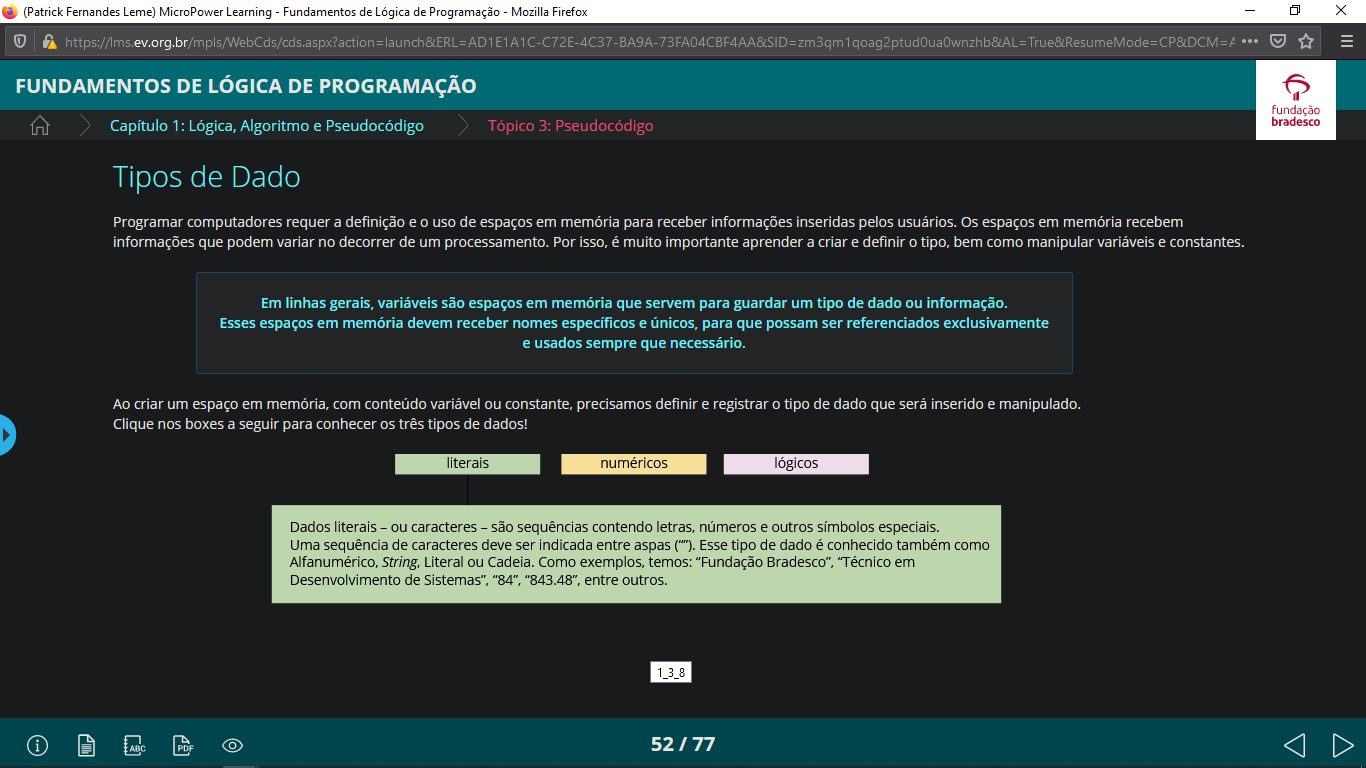 (Patrick Fernandes Leme) MicroPower Learning - Fundamentos de Lógica de Programação - Mozilla Firefox
https://lms.ev.org.br/mpls/WebCds/cds.aspx?action=launch&ERL=AD1E1A1C-C72E-4C37-BA9A-73FA04CBF4AA&SID=zm3qm1qoag2ptud0ua0wnzhb&AL=True&ResumeMode=CP&DCM=A
FUNDAMENTOS DE LÓGICA DE PROGRAMAÇÃO
fundação
bradesco
Capítulo 1: Lógica, Algoritmo e Pseudocódigo
Tópico 3: Pseudocódigo
Tipos de Dado
Programar computadores requer a definição e o uso de espaços em memória para receber informações inseridas pelos usuários. Os espaços em memória recebem
informações que podem variar no decorrer de um processamento. Por isso, é muito importante aprender a criar e definir o tipo, bem como manipular variáveis e constantes.
Em linhas gerais, variáveis são espaços em memória que servem para guardar um tipo de dado ou informação.
Esses espaços em memória devem receber nomes específicos e únicos, para que possam ser referenciados exclusivamente
e usados sempre que necessário.
Ao criar um espaço em memória, com conteúdo variável ou constante, precisamos definir e registrar o tipo de dado que será inserido e manipulado.
Clique nos boxes a seguir para conhecer os três tipos de dados!
literais
numéricos
lógicos
Dados literais – ou caracteres – são sequências contendo letras, números e outros símbolos especiais.
Uma sequência de caracteres deve ser indicada entre aspas (“”). Esse tipo de dado é conhecido também como
Alfanumérico, String, Literal ou Cadeia. Como exemplos, temos: “Fundação Bradesco”, “Técnico em
Desenvolvimento de Sistemas”, “84”, “843.48”, entre outros.
1_3_8
ABC
PDF
52 / 77